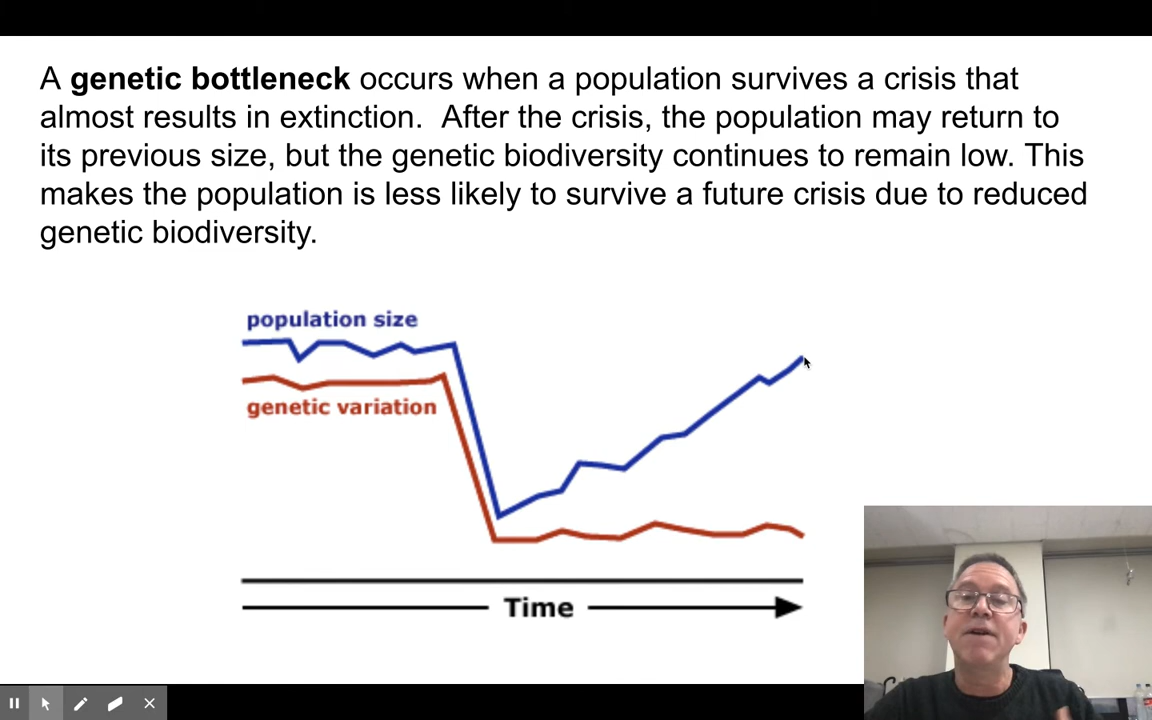 A genetic bottleneck occurs when a population survives a crisis that
almost results in extinction.  After the crisis, the population may return to
its previous size, but the genetic biodiversity continues to remain low. This
makes the population is less likely to survive a future crisis due to reduced
genetic biodiversity.
population size
genetic variation
Time